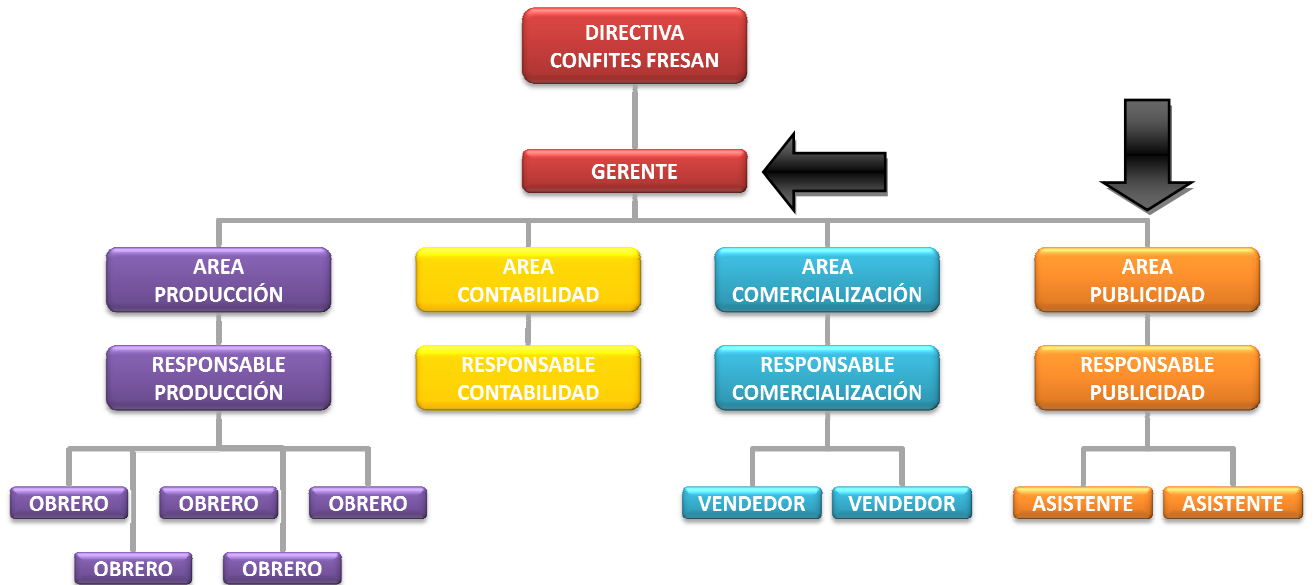 DIRECTIVA
CONFITES FRESAN
GERENTE
AREA
PRODUCCIÓN
AREA
CONTABILIDAD
AREA
COMERCIALIZACIÓN
AREA
PUBLICIDAD
RESPONSABLE
PRODUCCIÓN
RESPONSABLE
CONTABILIDAD
RESPONSABLE
COMERCIALIZACIÓN
RESPONSABLE
PUBLICIDAD
OBRERO
OBRERO
OBRERO
VENDEDOR
VENDEDOR
ASISTENTE
ASISTENTE
OBRERO
OBRERO